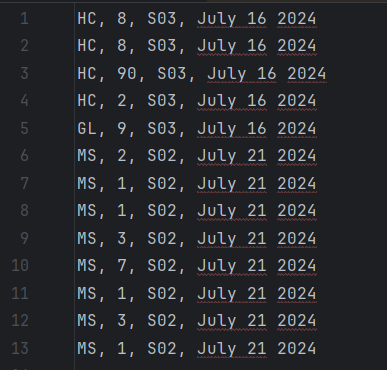 1 HC, 8, S03, July 16 2024
2 HC, 8, S03, July 16 2024
3 HC, 90, S03, July 16 2024
4 HC, 2, S03, July 16 2024
5 GL, 9, S03, July 16 2024
6 MS, 2, S02, July 21 2024
7 MS, 1, S02, July 21 2024
8 MS, 1, S02, July 21 2024
9 MS, 3, S02, July 21 2024
10 MS, 7, S02, July 21 2024
11 MS, 1, S02, July 21 2024
12 MS, 3, S02, July 21 2024
13 MS, 1, S02, July 21 2024